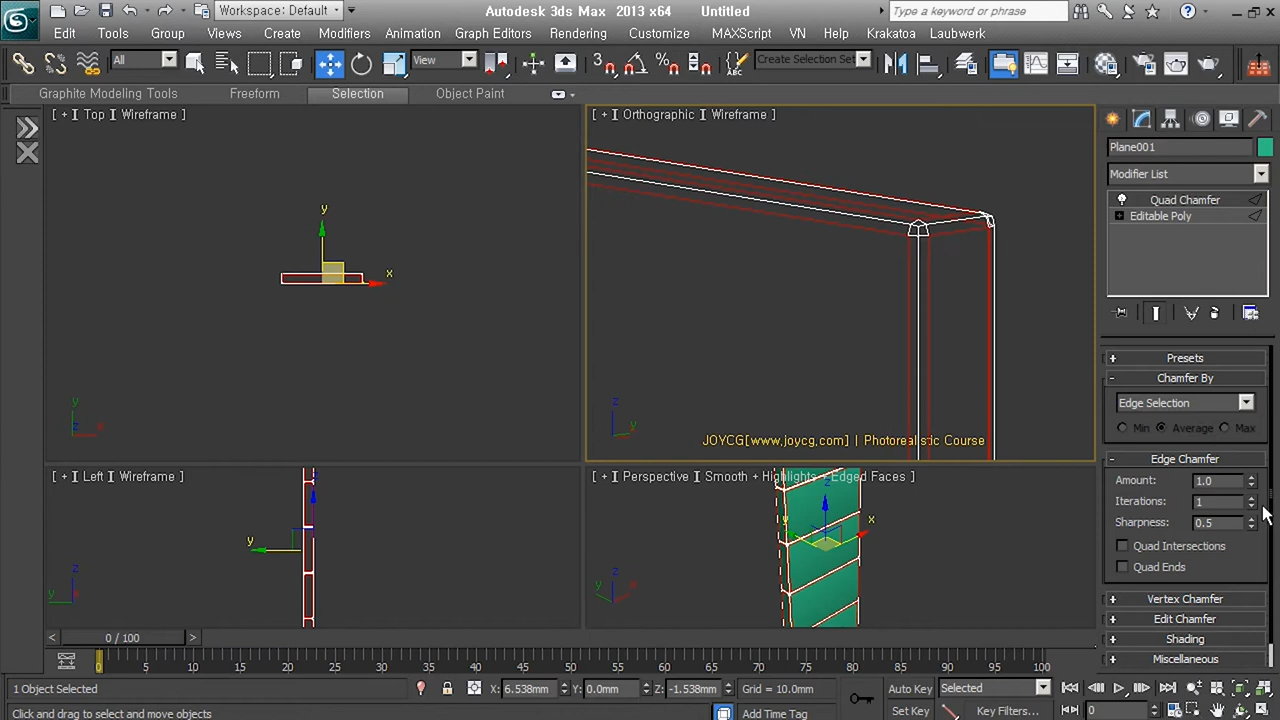 Workspace: Default
Autodesk 3ds Max 2013 x64 Untitled
Type a keyword or phrase
Edit Tools Group Views Create Modifiers Animation Graph Editors Rendering Customize MAXScript VN Help Krakatoa Laubwerk
All View 3 Create Selection Set
Graphite Modeling Tools Freeform Selection Object Paint
[ + ] Top ] Wireframe ]
[ + ] Orthographic ] Wireframe ]
Plane001
Modifier List
Quad Chamfer
Editable Poly
y
x
y
z
x
z
y
JOYCG[www.joycg.com] | Photorealistic Course
Presets
Chamfer By
Edge Selection
Min Average Max
Edge Chamfer
Amount: 1.0
Iterations: 1
Sharpness: 0.5
Quad Intersections
Quad Ends
Vertex Chamfer
Edit Chamfer
Shading
Miscellaneous
[ + ] Left ] Wireframe ]
[ + ] Perspective ] Smooth + Highlights + Edged Faces ]
y
z
y
x
z
y
z
x
y
0 / 100
0 5 10 15 20 25 30 35 40 45 50 55 60 65 70 75 80 85 90 95 100
1 Object Selected X: 6.538mm Y: 0.0mm Z: -1.538mm Grid = 10.0mm Auto Key Selected
Click and drag to select and move objects Add Time Tag Set Key Key Filters... 0